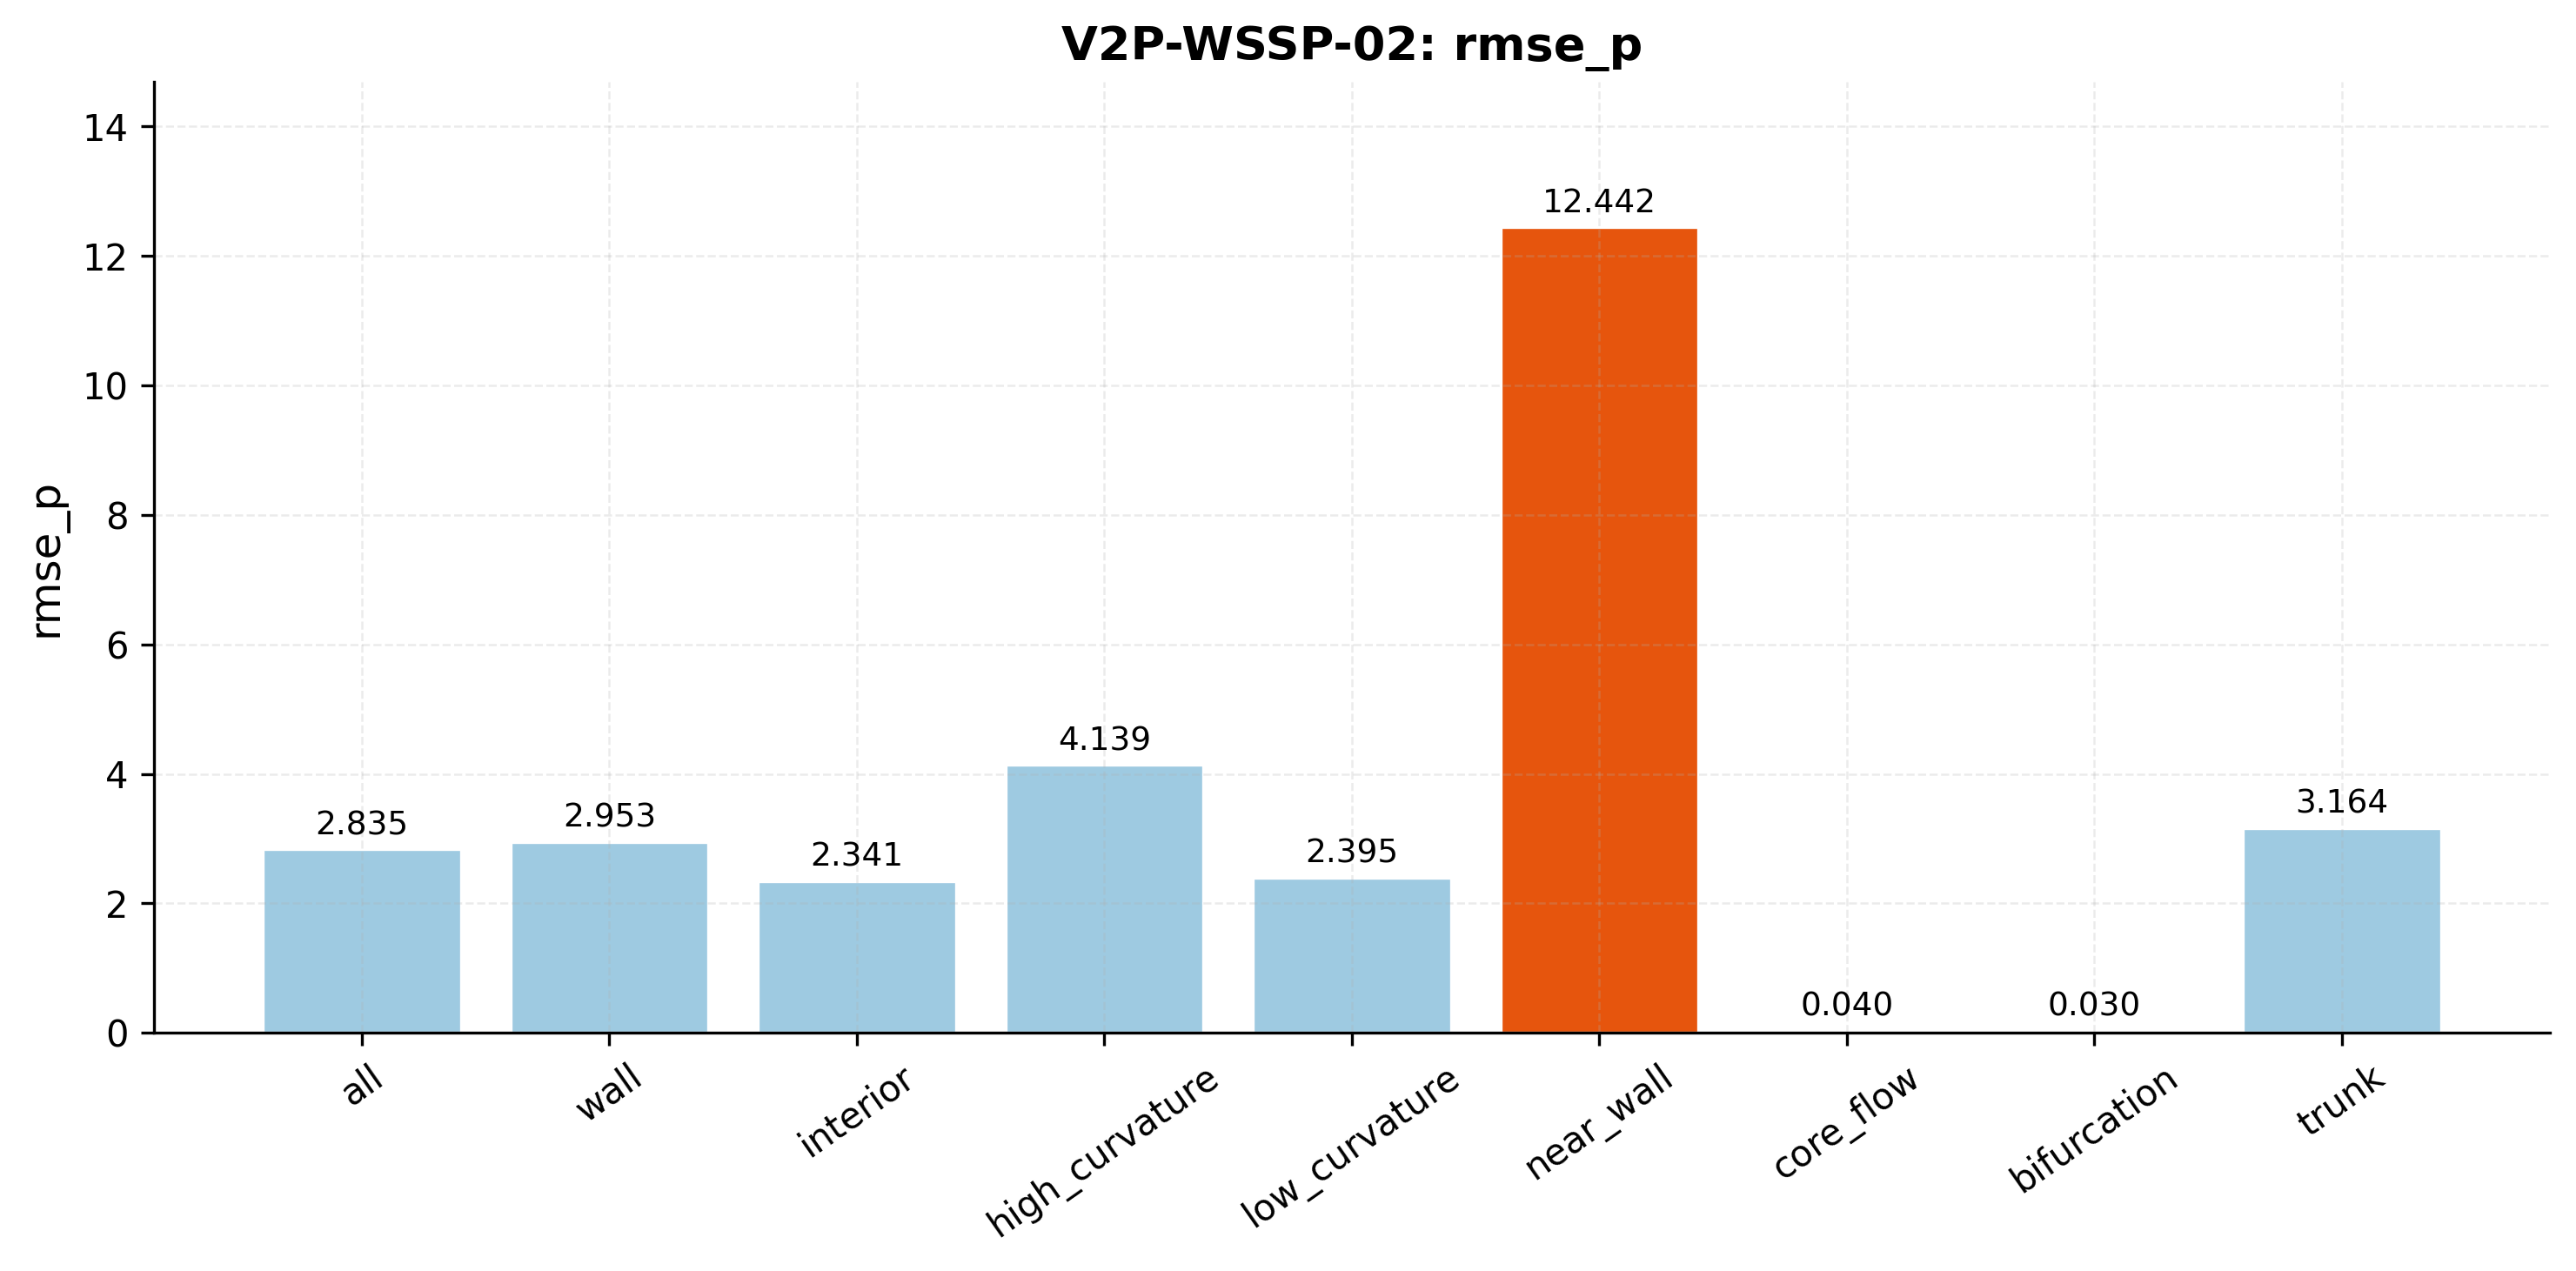 V2P-WSSP-02: rmse_p
rmse_p
14
12
10
8
6
4
2
0
2.835
2.953
2.341
4.139
2.395
12.442
0.040
0.030
3.164
all
wall
interior
high_curvature
low_curvature
near_wall
core_flow
bifurcation
trunk